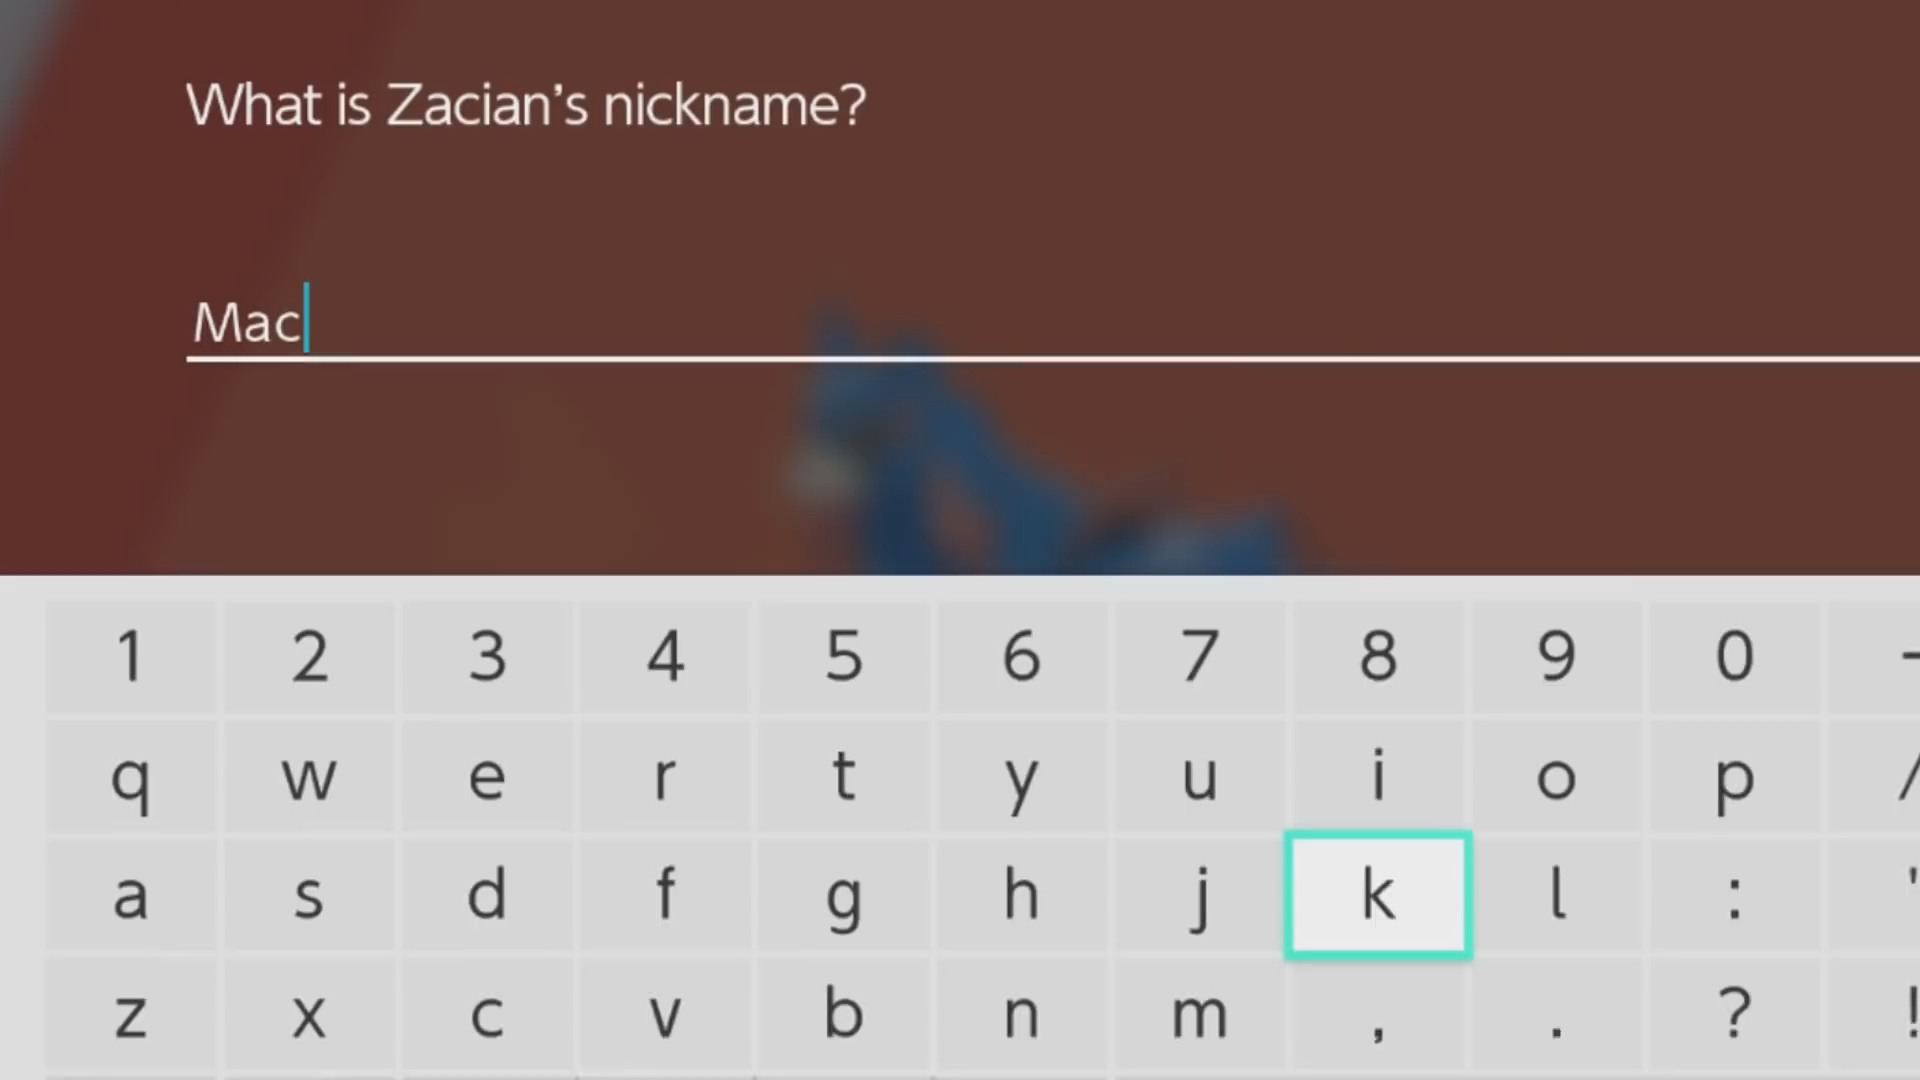 What is Zacian's nickname?
Mac
1 2 3 4 5 6 7 8 9 0 -
q w e r t y u i o p /
a s d f g h j k l : '
z x c v b n m , . ? !